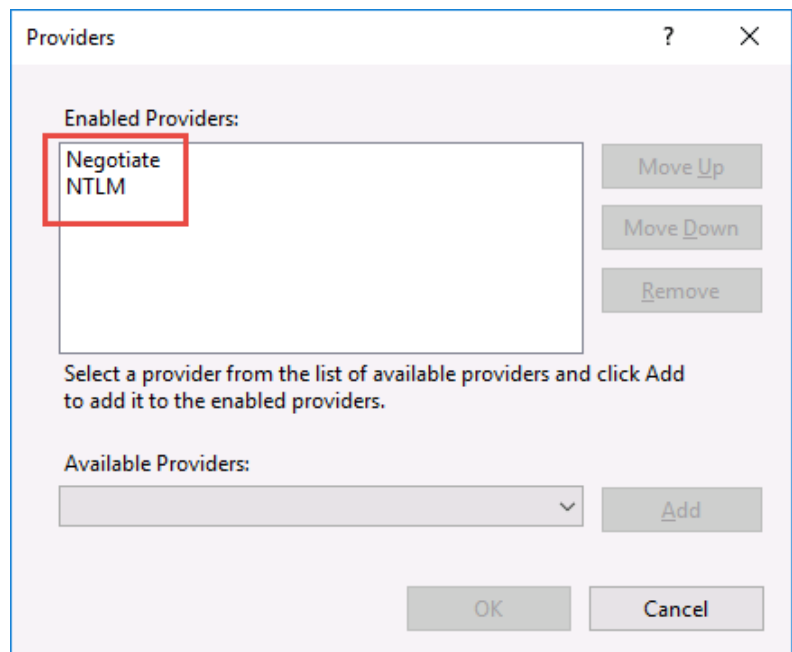 Providers ?
Enabled Providers:
Negotiate
NTLM
Move Up
Move Down
Remove
Select a provider from the list of available providers and click Add
to add it to the enabled providers.
Available Providers:
Add
OK
Cancel